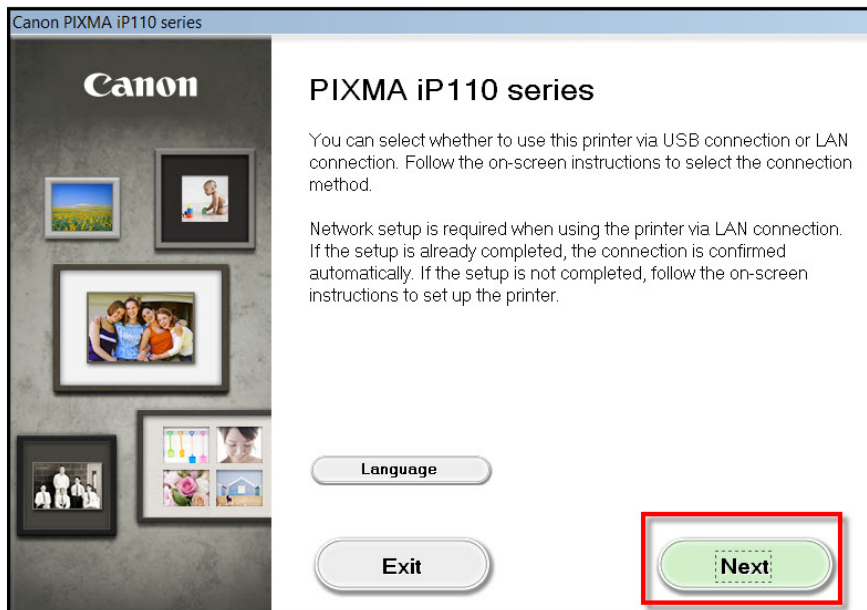 Canon PIXMA iP110 series
Canon
PIXMA iP110 series
You can select whether to use this printer via USB connection or LAN
connection. Follow the on-screen instructions to select the connection
method.
Network setup is required when using the printer via LAN connection.
If the setup is already completed, the connection is confirmed
automatically. If the setup is not completed, follow the on-screen
instructions to set up the printer.
Language
Exit
Next